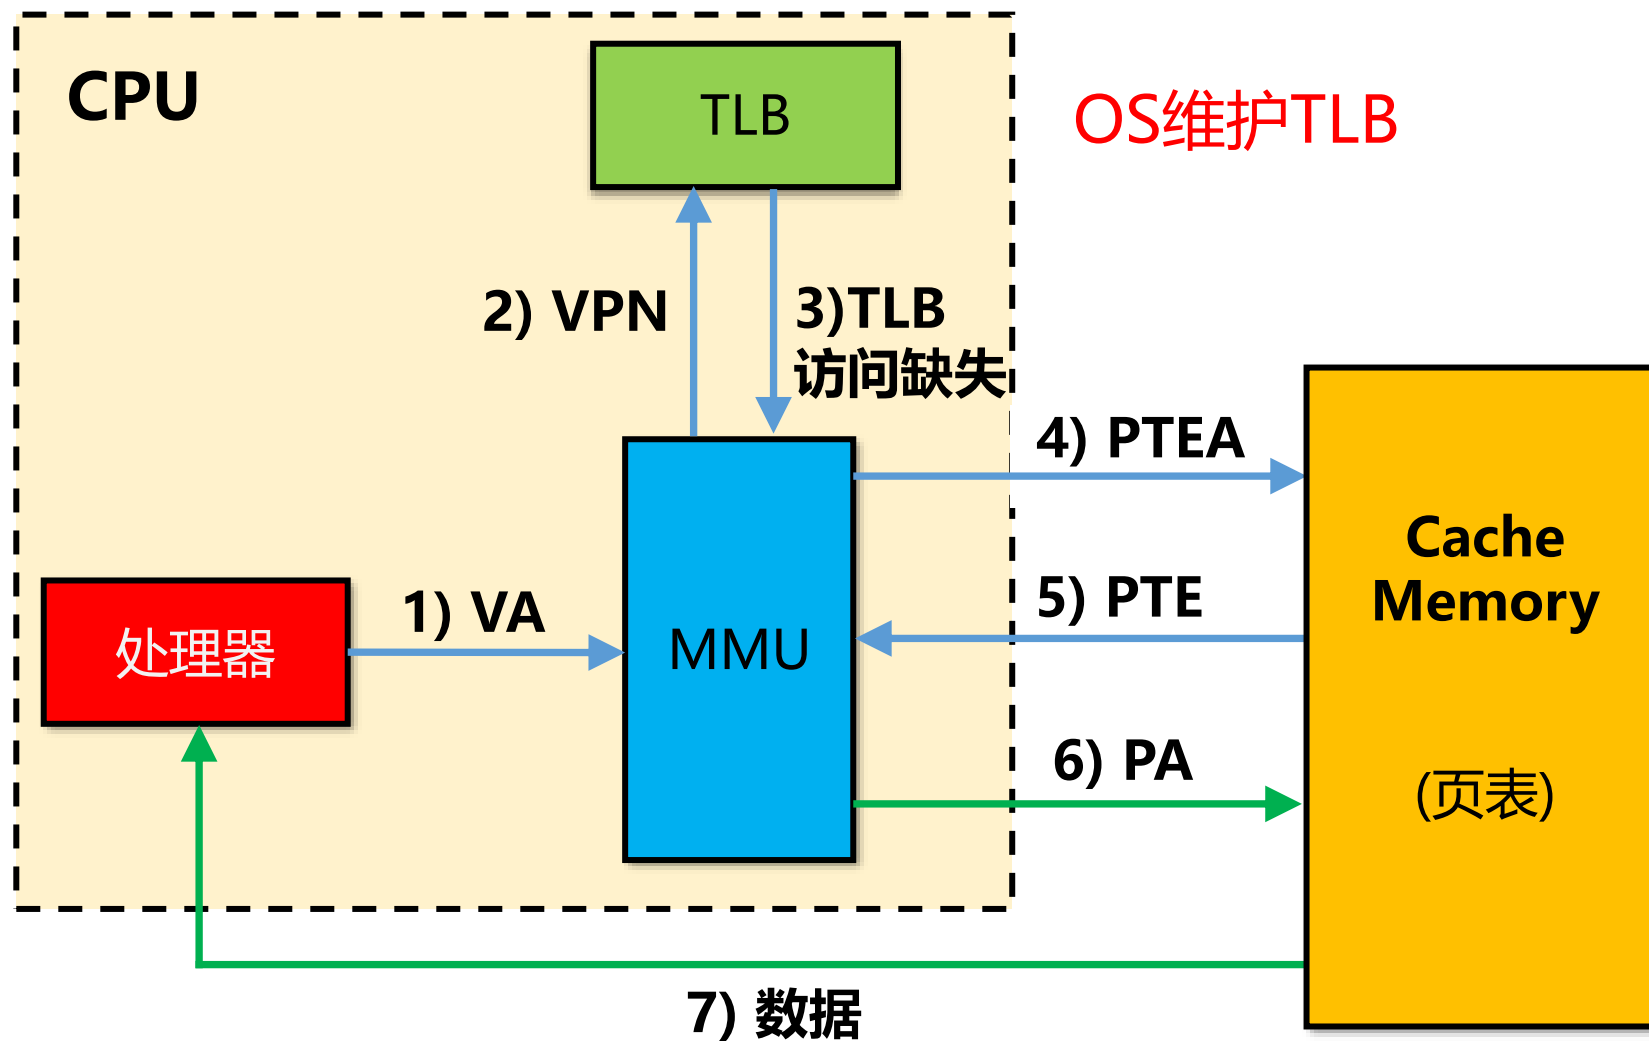 CPU
TLB
OS维护TLB
2) VPN
3)TLB
访问缺失
4) PTEA
Cache
Memory
5) PTE
1) VA
处理器
MMU
6) PA
(页表)
7) 数据